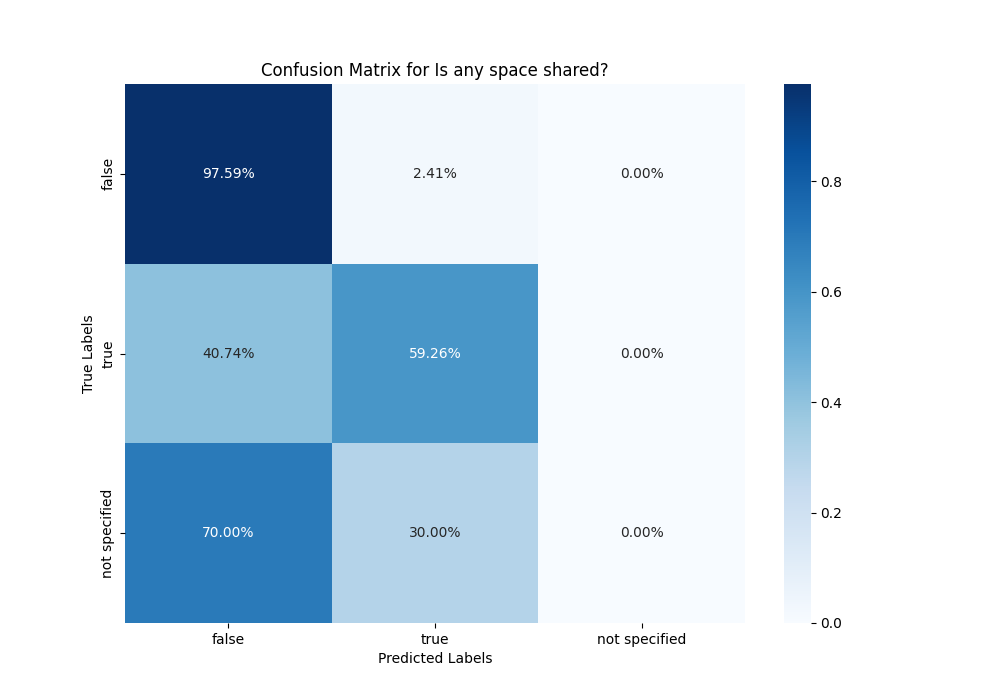 Confusion Matrix for Is any space shared?
True Labels
false
97.59%
2.41%
0.00%
true
40.74%
59.26%
0.00%
not specified
70.00%
30.00%
0.00%
false
true
not specified
Predicted Labels
0.8
0.6
0.4
0.2
0.0